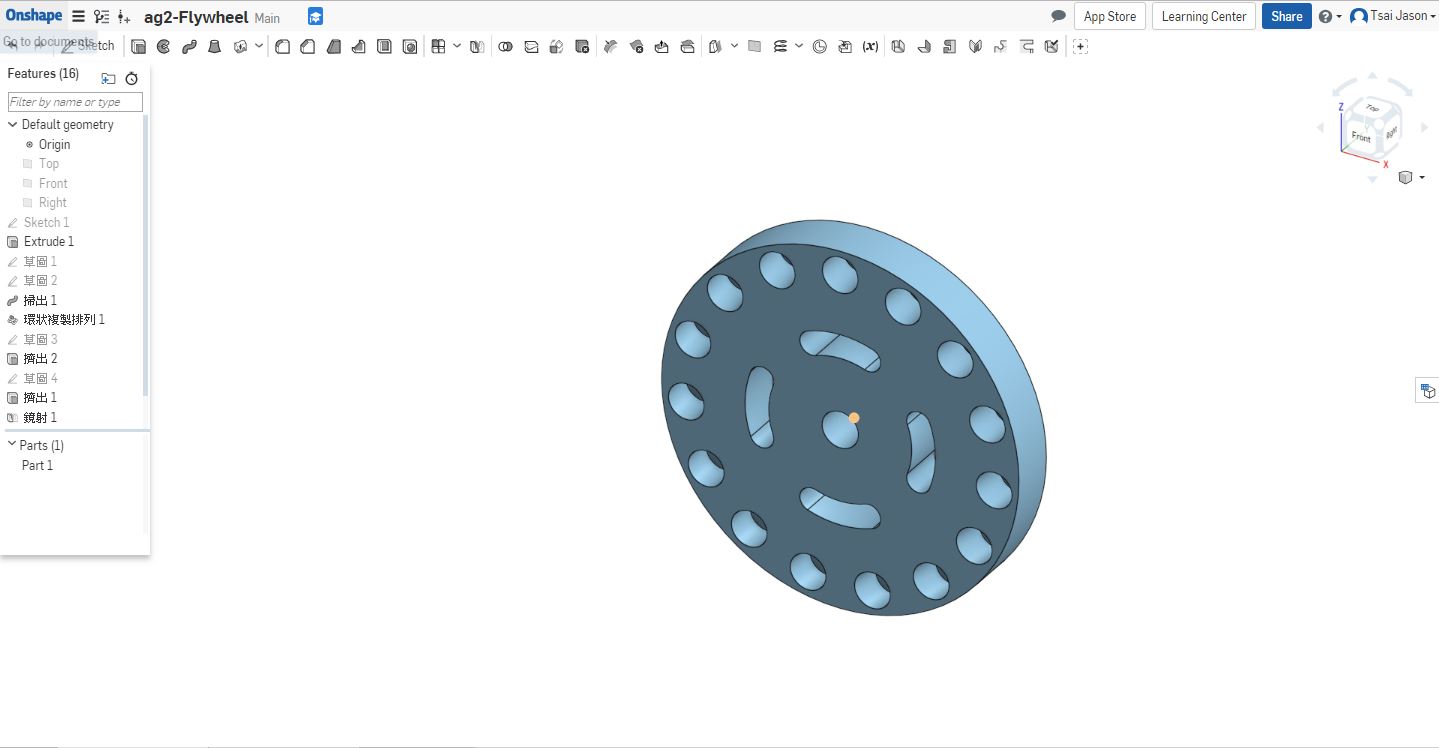 Onshape ag2-Flywheel Main App Store Learning Center Share Tsai Jason
Go to documents Sketch (x)
Features (16)
Filter by name or type
Default geometry
Origin
Top
Front
Right
Sketch 1
Extrude 1
草圖 1
草圖 2
掃出 1
環狀複製排列 1
草圖 3
擠出 2
草圖 4
擠出 1
鏡射 1
Parts (1)
Part 1
Z
Top
Front
Right
X